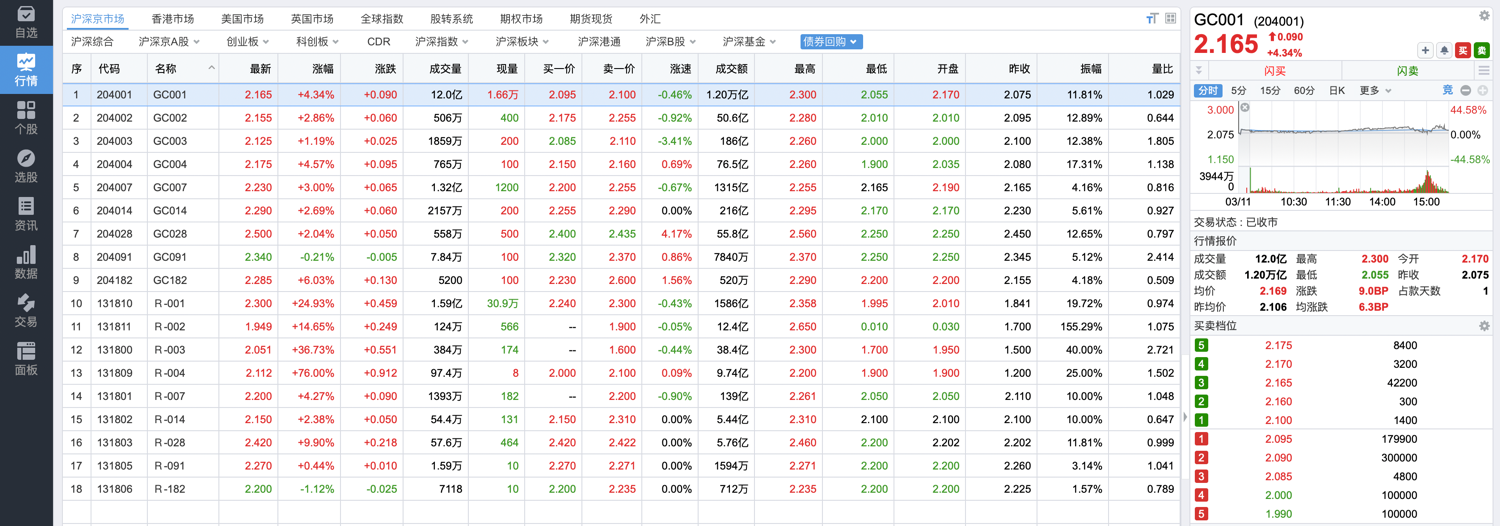 自选
行情
个股
选股
资讯
数据
交易
面板
沪深京市场 香港市场 美国市场 英国市场 全球指数 股转系统 期权市场 期货现货 外汇
沪深综合 沪深京A股 创业板 科创板 CDR 沪深指数 沪深板块 沪深港通 沪深B股 沪深基金 债券回购
序 代码 名称 最新 涨幅 涨跌 成交量 现量 买一价 卖一价 涨速 成交额 最高 最低 开盘 昨收 振幅 量比
1 204001 GC001 2.165 +4.34% +0.090 12.0亿 1.66万 2.095 2.100 -0.46% 1.20万亿 2.300 2.055 2.170 2.075 11.81% 1.029
2 204002 GC002 2.155 +2.86% +0.060 506万 400 2.175 2.255 -0.92% 50.6亿 2.280 2.010 2.010 2.095 12.89% 0.644
3 204003 GC003 2.125 +1.19% +0.025 1859万 200 2.085 2.110 -3.41% 186亿 2.260 2.000 2.000 2.100 12.38% 1.805
4 204004 GC004 2.175 +4.57% +0.095 765万 100 2.150 2.160 0.69% 76.5亿 2.260 1.900 2.035 2.080 17.31% 1.138
5 204007 GC007 2.230 +3.00% +0.065 1.32亿 1200 2.200 2.255 -0.67% 1315亿 2.255 2.165 2.190 2.165 4.16% 0.816
6 204014 GC014 2.290 +2.69% +0.060 2157万 200 2.255 2.290 0.00% 216亿 2.295 2.170 2.170 2.230 5.61% 0.927
7 204028 GC028 2.500 +2.04% +0.050 558万 500 2.400 2.435 4.17% 55.8亿 2.560 2.250 2.250 2.450 12.65% 0.797
8 204091 GC091 2.340 -0.21% -0.005 7.84万 100 2.320 2.370 0.86% 7840万 2.370 2.250 2.250 2.345 5.12% 2.414
9 204182 GC182 2.285 +6.03% +0.130 5200 100 2.230 2.600 1.56% 520万 2.290 2.200 2.200 2.155 4.18% 0.509
10 131810 R-001 2.300 +24.93% +0.459 1.59亿 30.9万 2.240 2.300 -0.43% 1586亿 2.358 1.995 2.010 1.841 19.72% 0.974
11 131811 R-002 1.949 +14.65% +0.249 124万 566 -- 1.900 -0.05% 12.4亿 2.650 0.010 0.030 1.700 155.29% 1.075
12 131800 R-003 2.051 +36.73% +0.551 384万 174 -- 1.600 -0.44% 38.4亿 2.300 1.700 1.950 1.500 40.00% 2.721
13 131809 R-004 2.112 +76.00% +0.912 97.4万 8 2.000 2.100 0.09% 9.74亿 2.200 1.900 1.900 1.200 25.00% 1.502
14 131801 R-007 2.200 +4.27% +0.090 1393万 182 -- 2.200 -0.90% 139亿 2.261 2.050 2.050 2.110 10.00% 1.048
15 131802 R-014 2.150 +2.38% +0.050 54.4万 131 2.150 2.310 0.00% 5.44亿 2.310 2.100 2.100 2.100 10.00% 0.647
16 131803 R-028 2.420 +9.90% +0.218 57.6万 464 2.420 2.422 0.00% 5.76亿 2.460 2.200 2.202 2.202 11.81% 0.999
17 131805 R-091 2.270 +0.44% +0.010 1.59万 10 2.270 2.271 0.00% 1594万 2.271 2.200 2.200 2.260 3.14% 1.041
18 131806 R-182 2.200 -1.12% -0.025 7118 10 2.200 2.235 0.00% 712万 2.235 2.200 2.200 2.225 1.57% 0.789
GC001 (204001)
2.165 0.090
+4.34%
买 卖
闪买 闪卖
分时 5分 15分 60分 日K 更多 竞
3.000 44.58%
2.075 0.00%
1.150 -44.58%
3944万
0
03/11 10:30 11:30 14:00 15:00
交易状态：已收市
行情报价
成交量 12.0亿 最高 2.300 今开 2.170
成交额 1.20万亿 最低 2.055 昨收 2.075
均价 2.169 涨跌 9.0BP 占款天数 1
昨均价 2.106 均涨跌 6.3BP
买卖档位
5 2.175 8400
4 2.170 3200
3 2.165 42200
2 2.160 300
1 2.100 1400
1 2.095 179900
2 2.090 300000
3 2.085 4800
4 2.000 100000
5 1.990 100000